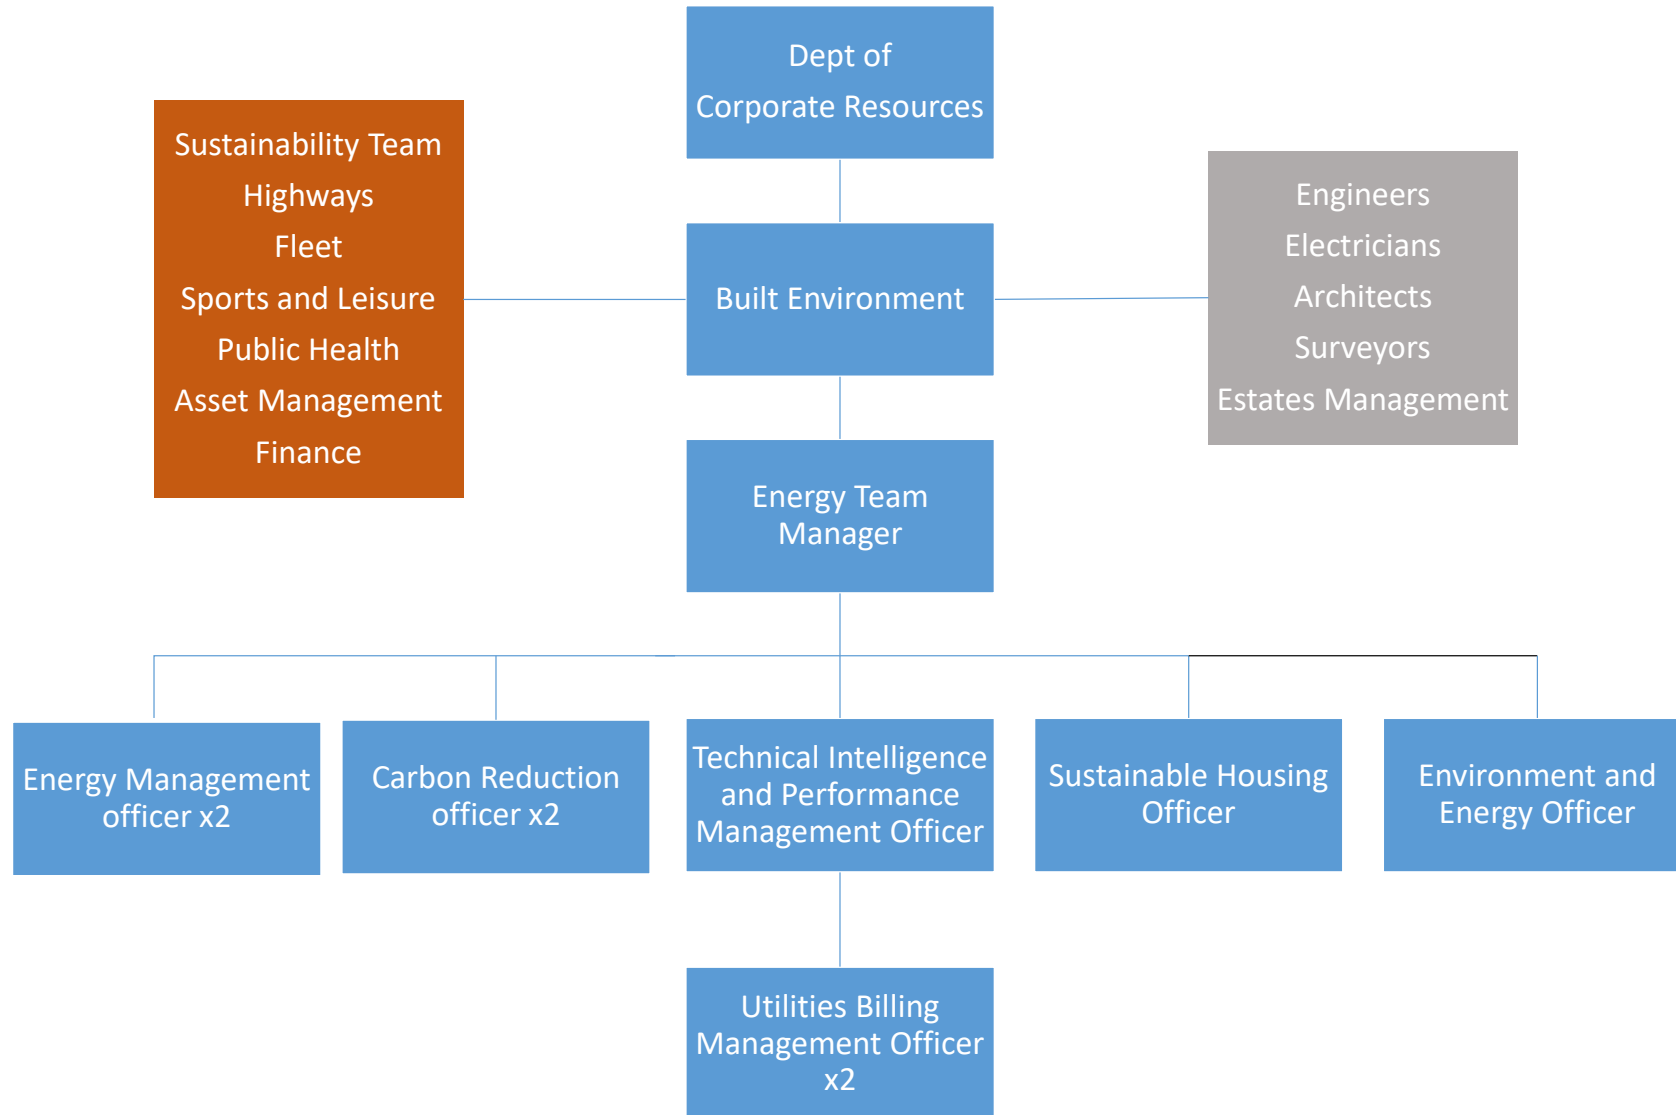 Dept of
Corporate Resources
Sustainability Team
Highways
Fleet
Sports and Leisure
Public Health
Asset Management
Finance
Built Environment
Engineers
Electricians
Architects
Surveyors
Estates Management
Energy Team
Manager
Energy Management
officer x2
Carbon Reduction
officer x2
Technical Intelligence
and Performance
Management Officer
Sustainable Housing
Officer
Environment and
Energy Officer
Utilities Billing
Management Officer
x2